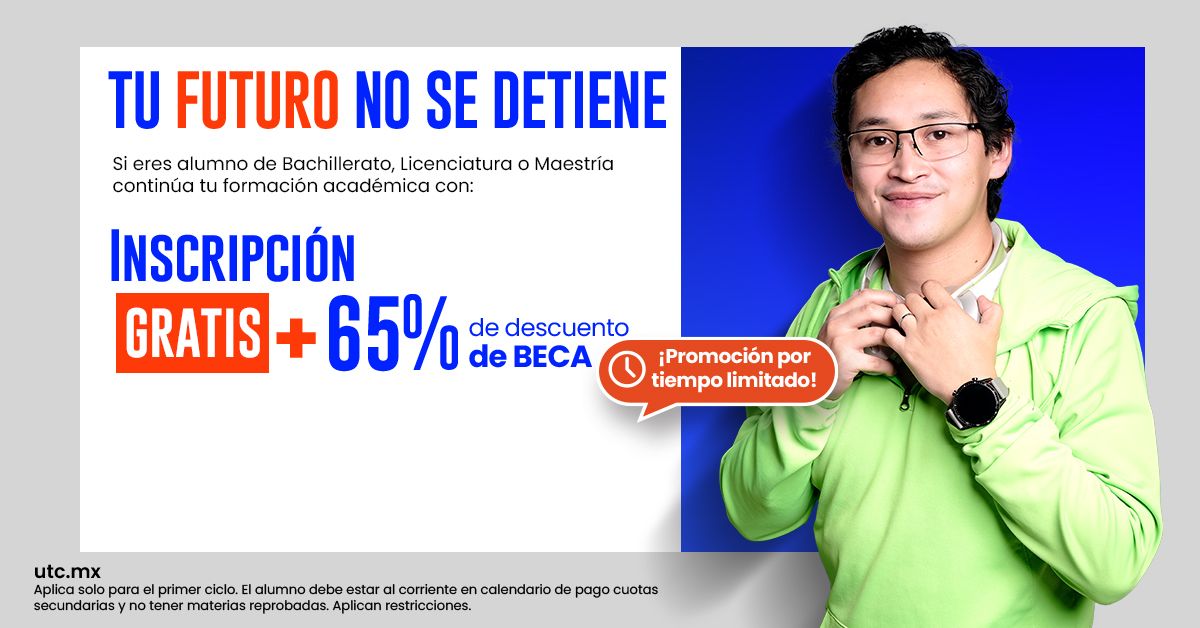 TU FUTURO NO SE DETIENE
Si eres alumno de Bachillerato, Licenciatura o Maestría
continúa tu formación académica con:
INSCRIPCIÓN
GRATIS + 65% de descuento
de BECA
¡Promoción por
tiempo limitado!
utc.mx
Aplica solo para el primer ciclo. El alumno debe estar al corriente en calendario de pago cuotas
secundarias y no tener materias reprobadas. Aplican restricciones.